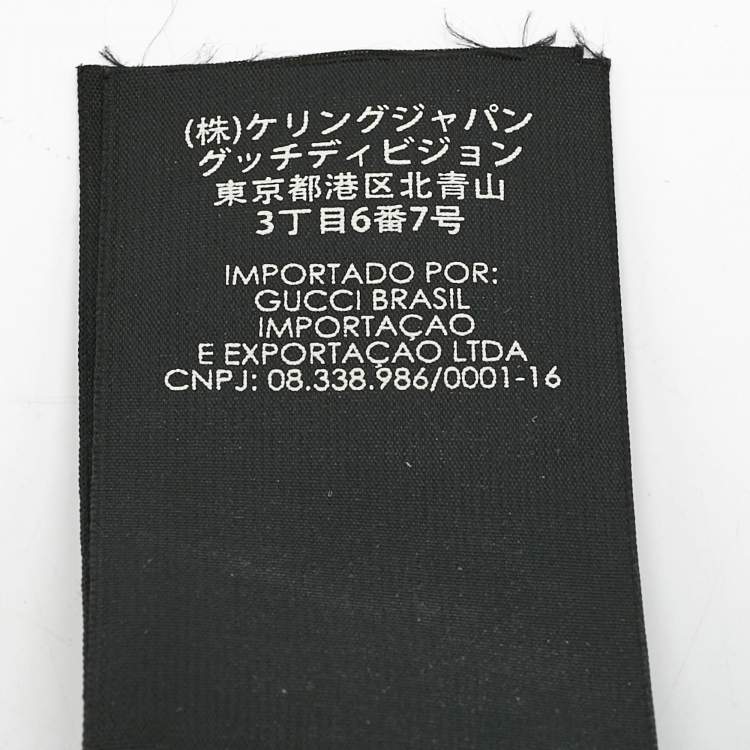 (株)ケリングジャパン
グッチディビジョン
東京都港区北青山
3丁目6番7号
IMPORTADO POR:
GUCCI BRASIL
IMPORTAÇAO
E EXPORTAÇAO LTDA
CNPJ: 08.338.986/0001-16